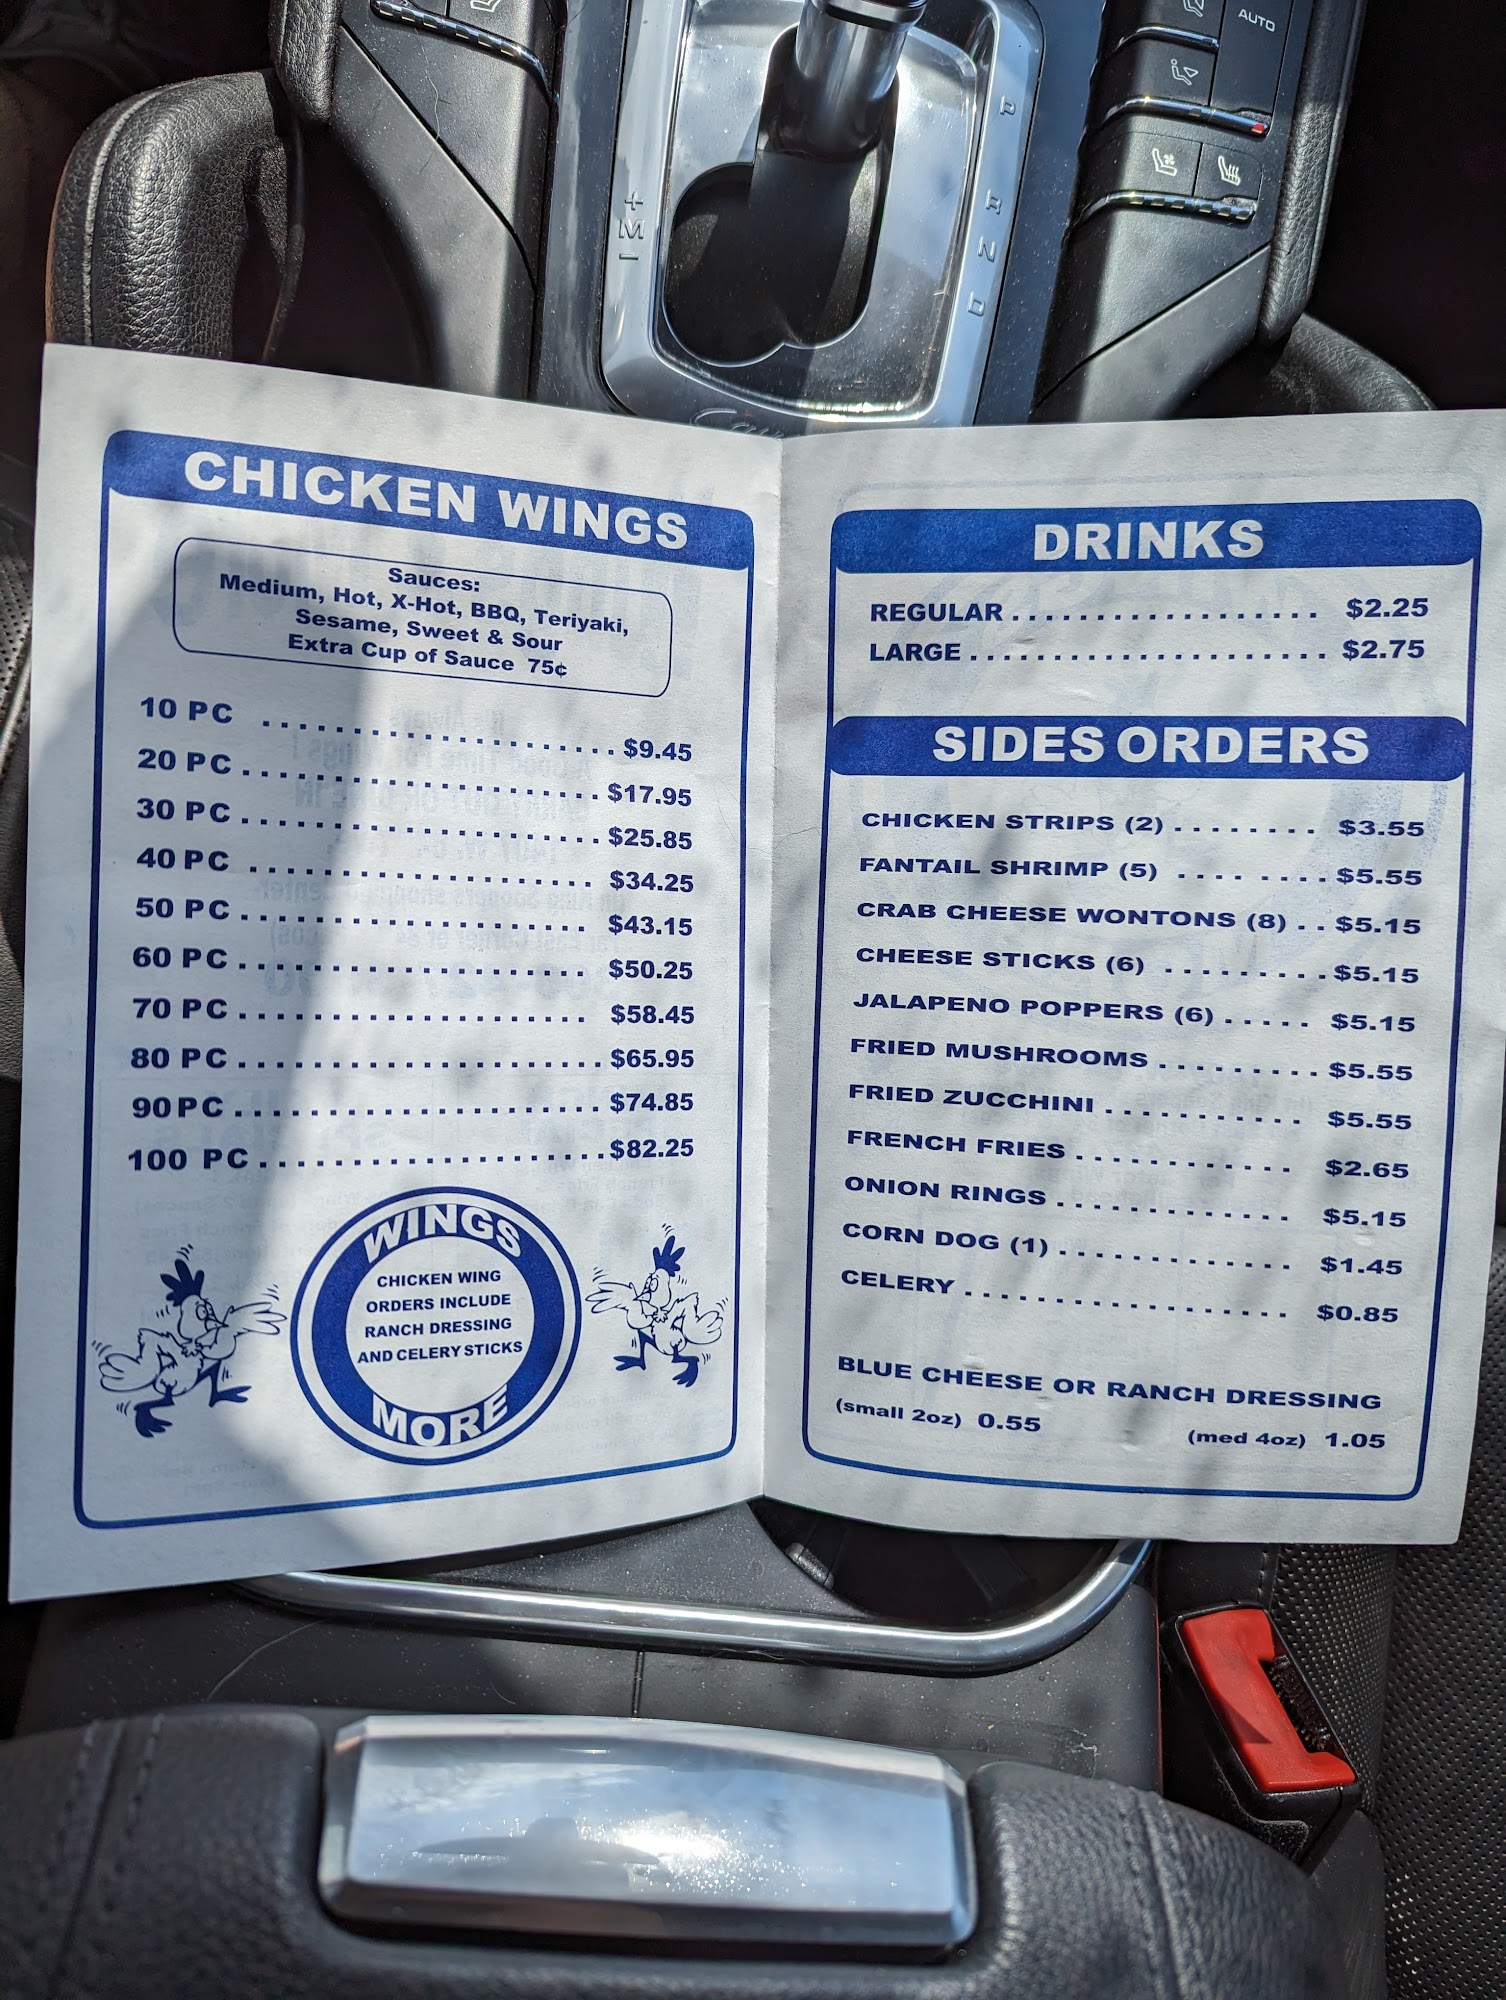 AUTO
+
M
-
P
R
N
D
CHICKEN WINGS
Sauces:
Medium, Hot, X-Hot, BBQ, Teriyaki,
Sesame, Sweet & Sour
Extra Cup of Sauce 75¢
10 PC ..................... $9.45
20 PC ..................... $17.95
30 PC ..................... $25.85
40 PC ..................... $34.25
50 PC ..................... $43.15
60 PC ..................... $50.25
70 PC ..................... $58.45
80 PC ..................... $65.95
90 PC ..................... $74.85
100 PC ..................... $82.25
WINGS
CHICKEN WING
ORDERS INCLUDE
RANCH DRESSING
AND CELERY STICKS
MORE
DRINKS
REGULAR .................. $2.25
LARGE ...................... $2.75
SIDES ORDERS
CHICKEN STRIPS (2) ........ $3.55
FANTAIL SHRIMP (5) ........ $5.55
CRAB CHEESE WONTONS (8) .. $5.15
CHEESE STICKS (6) ......... $5.15
JALAPENO POPPERS (6) ..... $5.15
FRIED MUSHROOMS ......... $5.55
FRIED ZUCCHINI ........... $5.55
FRENCH FRIES ............ $2.65
ONION RINGS ............. $5.15
CORN DOG (1) ............. $1.45
CELERY .................. $0.85
BLUE CHEESE OR RANCH DRESSING
(small 2oz) 0.55 (med 4oz) 1.05